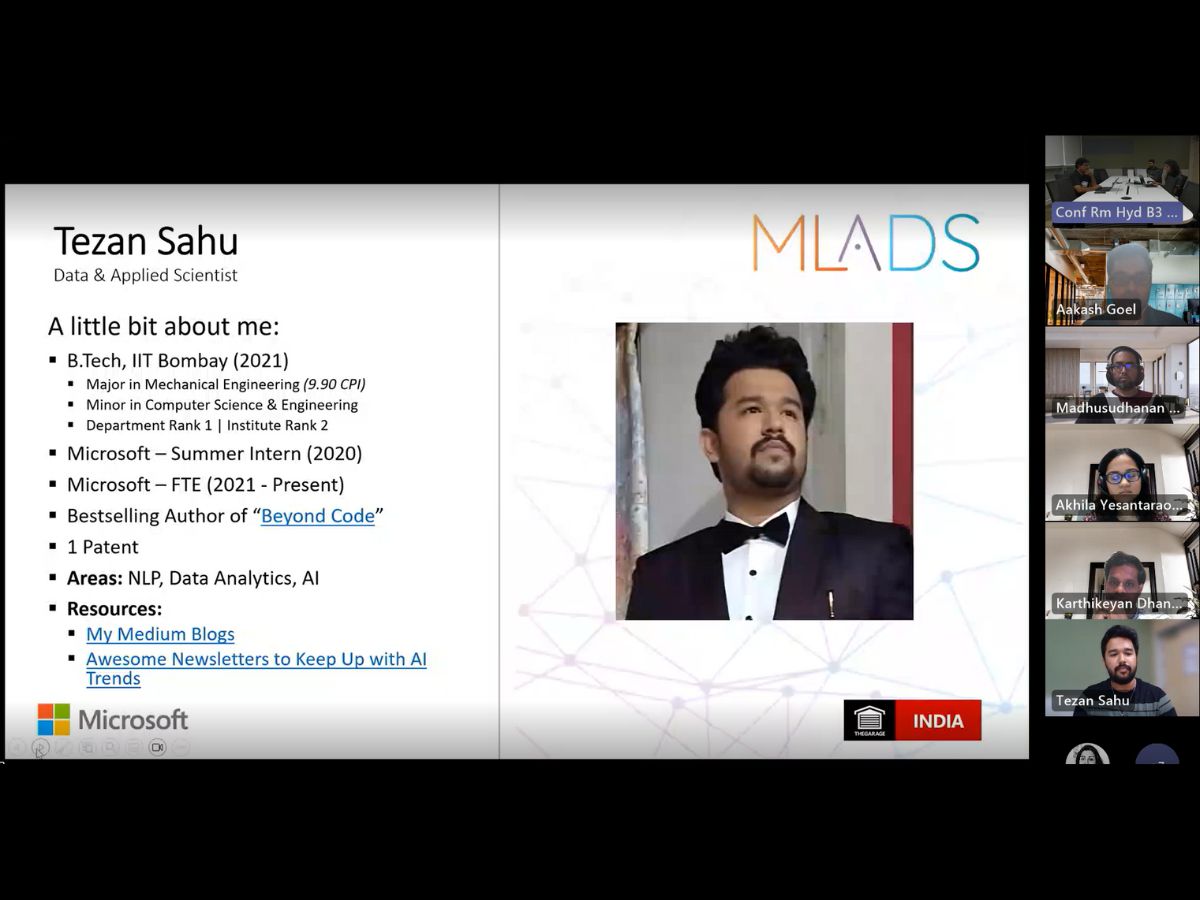 Tezan Sahu
Data & Applied Scientist
A little bit about me:
B.Tech, IIT Bombay (2021)
Major in Mechanical Engineering (9.90 CPI)
Minor in Computer Science & Engineering
Department Rank 1 | Institute Rank 2
Microsoft – Summer Intern (2020)
Microsoft – FTE (2021 - Present)
Bestselling Author of “Beyond Code”
1 Patent
Areas: NLP, Data Analytics, AI
Resources:
My Medium Blogs
Awesome Newsletters to Keep Up with AI
Trends
Microsoft
MLADS
THEGARAGE
INDIA
Conf Rm Hyd B3 ...
Aakash Goel
Madhusudhanan ...
Akhila Yesantarao...
Karthikeyan Dhan...
Tezan Sahu